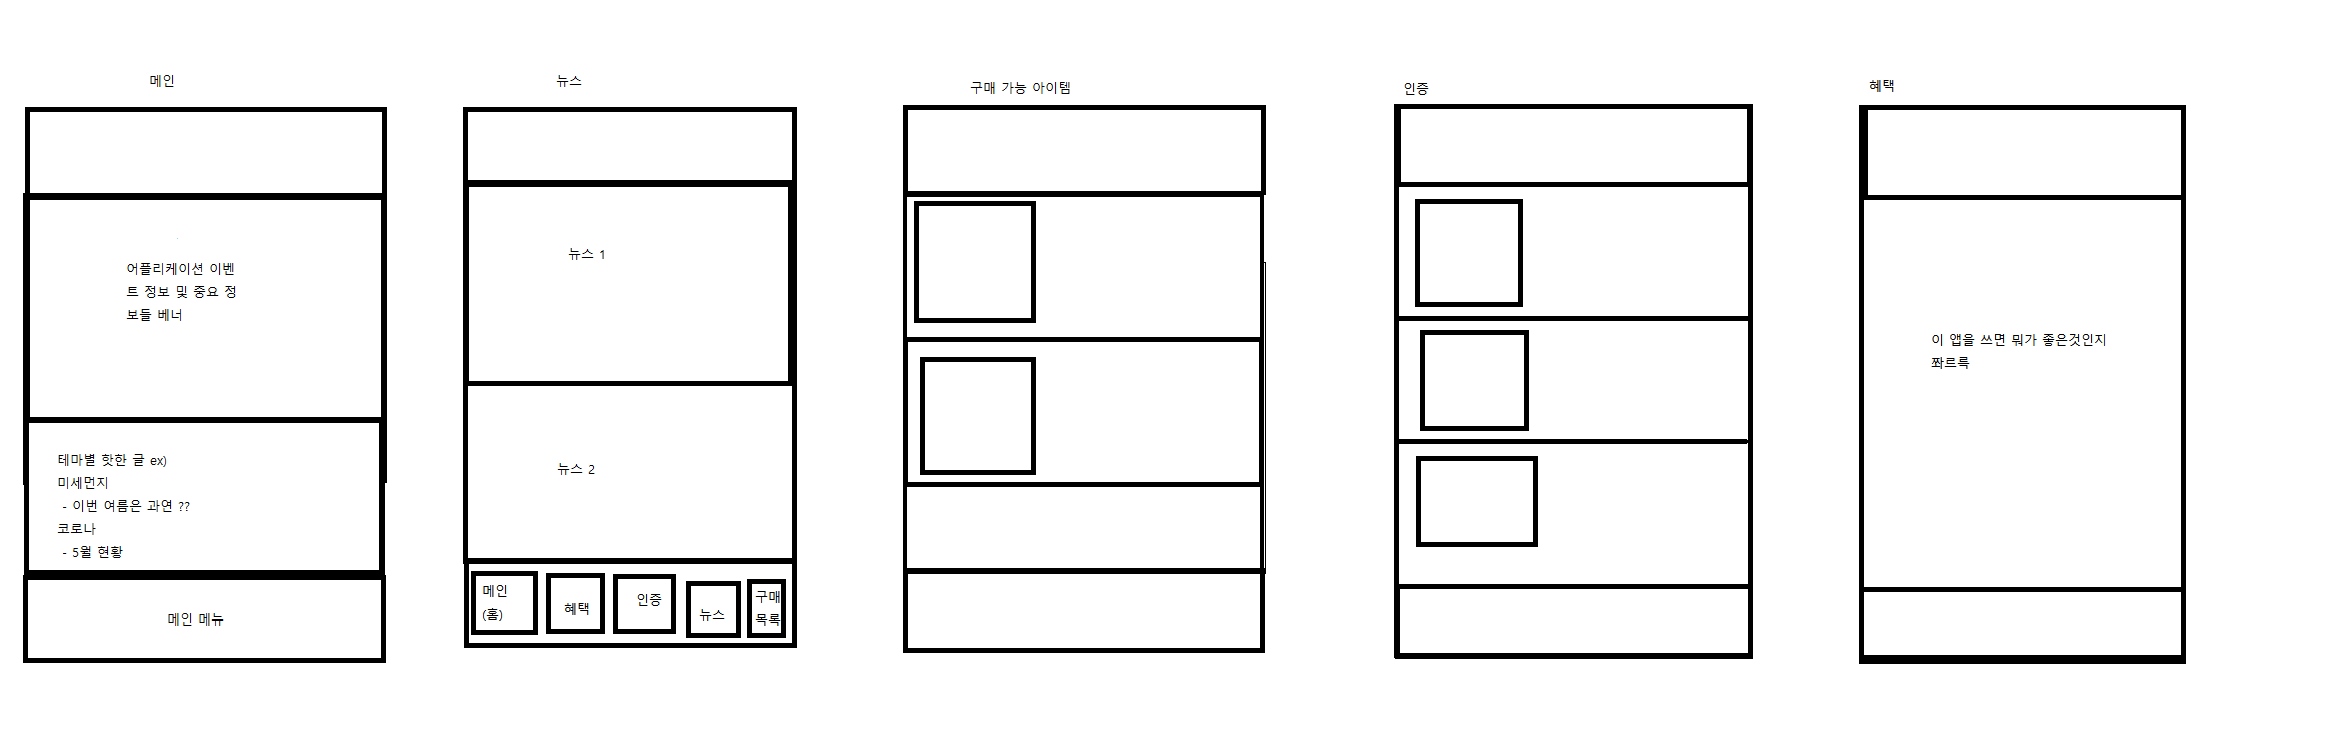 메인
어플리케이션 이벤
트 정보 및 중요 정
보들 베너
테마별 핫한 글 ex)
미세먼지
- 이번 여름은 과연 ??
코로나
- 5월 현황
메인 메뉴
뉴스
뉴스 1
뉴스 2
메인
(홈)
혜택
인증
뉴스
구매
목록
구매 가능 아이템
인증
혜택
이 앱을 쓰면 뭐가 좋은것인지
쫘르륵